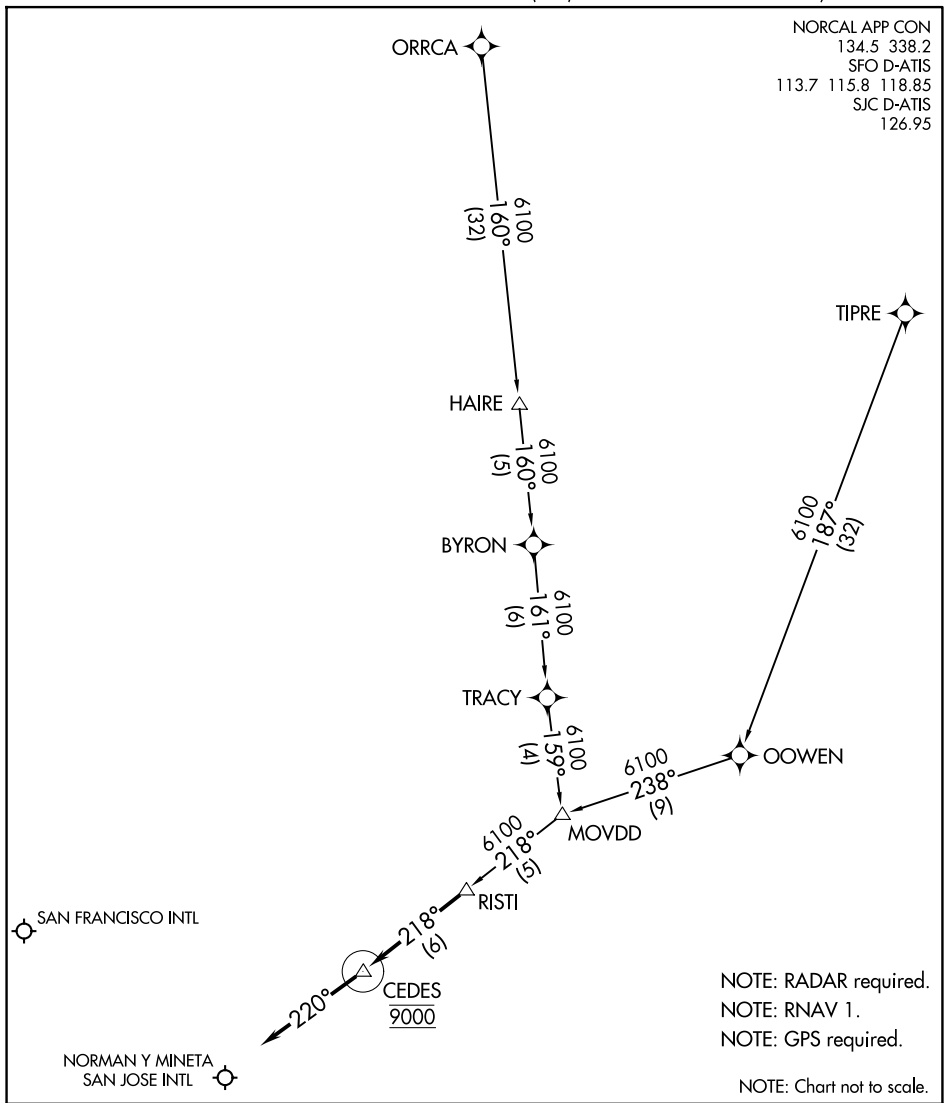 NORCAL APP CON
134.5 338.2
SFO D-ATIS
113.7 115.8 118.85
SJC D-ATIS
126.95
ORRCA
6100
160°
(32)
TIPRE
HAIRE
6100
160°
(5)
6100
187°
(32)
BYRON
6100
161°
(6)
TRACY
6100
159°
(4)
OOWEN
6100
238°
(9)
MOVDD
6100
218°
(5)
RISTI
SAN FRANCISCO INTL
218°
(6)
CEDES
9000
220°
NORMAN Y MINETA
SAN JOSE INTL
NOTE: RADAR required.
NOTE: RNAV 1.
NOTE: GPS required.
NOTE: Chart not to scale.